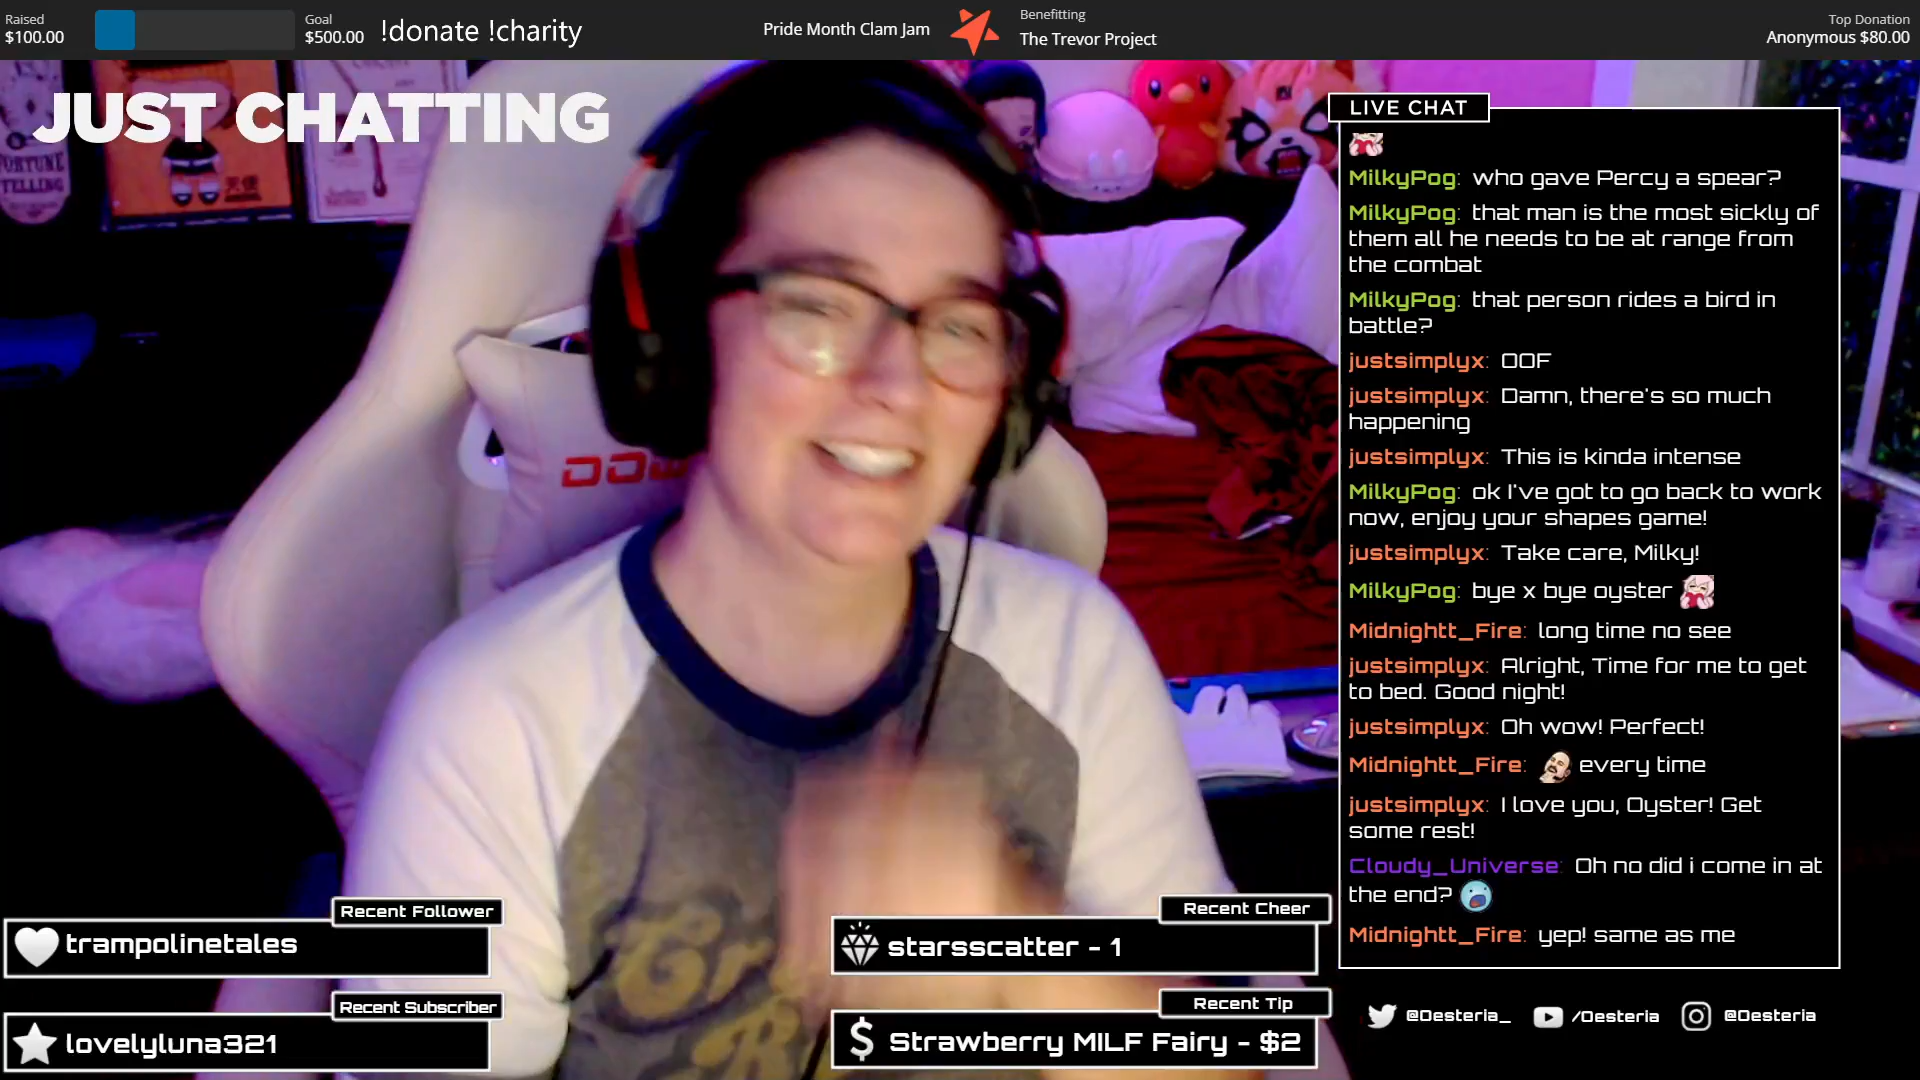 Raised
$100.00
Goal
$500.00
!donate !charity
Pride Month Clam Jam
Benefitting
The Trevor Project
Top Donation
Anonymous $80.00
JUST CHATTING
FORTUNE
TELLING
天使
LIVE CHAT
MilkyPog: who gave Percy a spear?
MilkyPog: that man is the most sickly of
them all he needs to be at range from
the combat
MilkyPog: that person rides a bird in
battle?
justsimplyx: OOF
justsimplyx: Damn, there's so much
happening
justsimplyx: This is kinda intense
MilkyPog: ok I've got to go back to work
now, enjoy your shapes game!
justsimplyx: Take care, Milky!
MilkyPog: bye x bye oyster
Midnightt_Fire: long time no see
justsimplyx: Alright, Time for me to get
to bed. Good night!
justsimplyx: Oh wow! Perfect!
Midnightt_Fire: every time
justsimplyx: I love you, Oyster! Get
some rest!
Cloudy_Universe: Oh no did i come in at
the end?
Midnightt_Fire: yep! same as me
Recent Follower
trampolinetales
Recent Subscriber
lovelyluna321
Recent Cheer
starsscatter - 1
Recent Tip
Strawberry MILF Fairy - $2
@Oesteria_
/Oesteria
@Oesteria